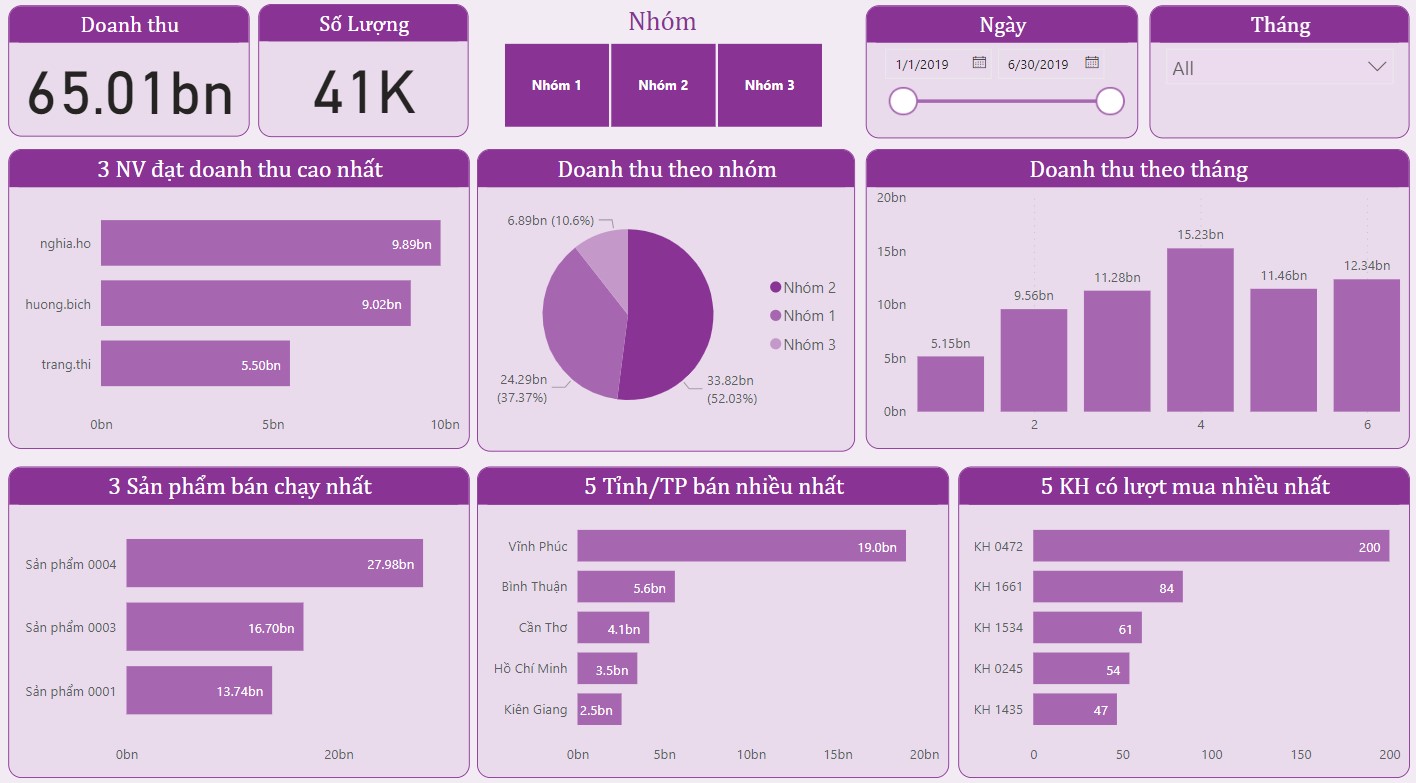 Doanh thu
65.01bn
Số Lượng
41K
Nhóm
Nhóm 1
Nhóm 2
Nhóm 3
Ngày
1/1/2019
6/30/2019
Tháng
All
3 NV đạt doanh thu cao nhất
nghia.ho
9.89bn
huong.bich
9.02bn
trang.thi
5.50bn
0bn
5bn
10bn
Doanh thu theo nhóm
6.89bn (10.6%)
24.29bn
(37.37%)
33.82bn
(52.03%)
Nhóm 2
Nhóm 1
Nhóm 3
Doanh thu theo tháng
20bn
15bn
10bn
5bn
0bn
5.15bn
9.56bn
11.28bn
15.23bn
11.46bn
12.34bn
2
4
6
3 Sản phẩm bán chạy nhất
Sản phẩm 0004
27.98bn
Sản phẩm 0003
16.70bn
Sản phẩm 0001
13.74bn
0bn
20bn
5 Tỉnh/TP bán nhiều nhất
Vĩnh Phúc
19.0bn
Bình Thuận
5.6bn
Cần Thơ
4.1bn
Hồ Chí Minh
3.5bn
Kiên Giang
2.5bn
0bn
5bn
10bn
15bn
20bn
5 KH có lượt mua nhiều nhất
KH 0472
200
KH 1661
84
KH 1534
61
KH 0245
54
KH 1435
47
0
50
100
150
200